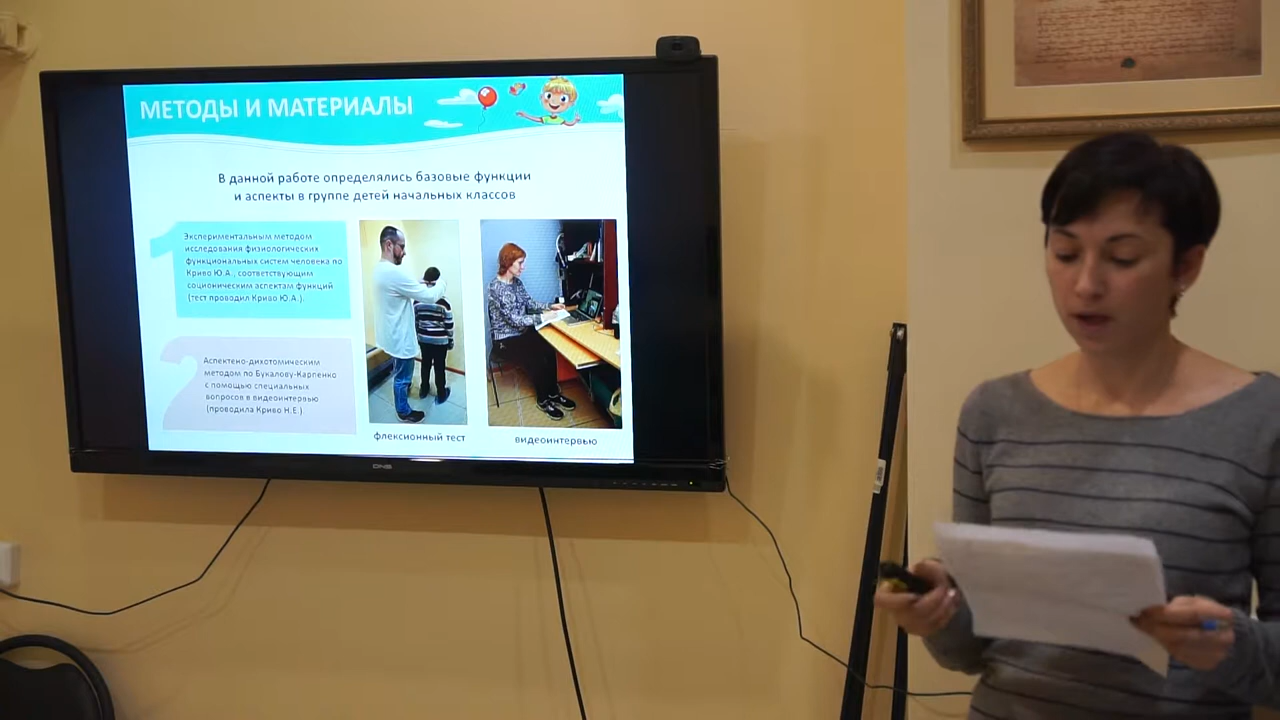 МЕТОДЫ И МАТЕРИАЛЫ
В данной работе определялись базовые функции
и аспекты в группе детей начальных классов
1
Экспериментальным методом
исследования физиологических
функциональных систем человека по
Криво Ю.А., соответствующим
соционическим аспектам функций
(тест проводил Криво Ю.А.).
2
Аспектено-дихотомическим
методом по Букалову-Карпенко
с помощью специальных
вопросов в видеоинтервью
(проводила Криво Н.Е.)
флексионный тест
видеоинтервью
DNS